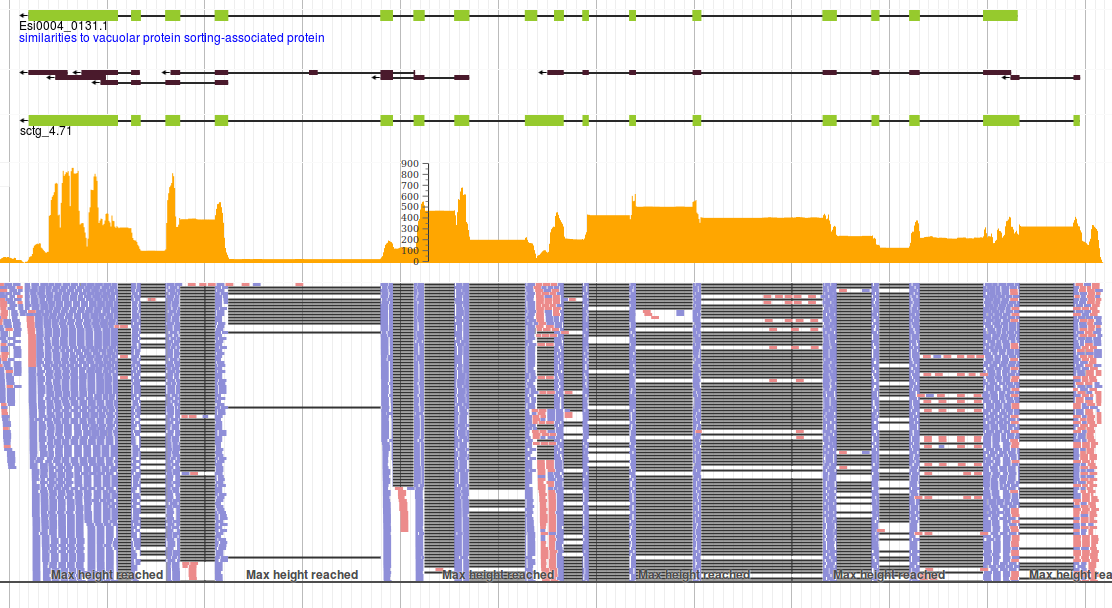 Esi0004_0131.1
similarities to vacuolar protein sorting-associated protein
sctg_4.71
900
800
700
600
500
400
300
200
100
0
Max height reached Max height reached Max height reached Max height reached Max height reached Max height rea